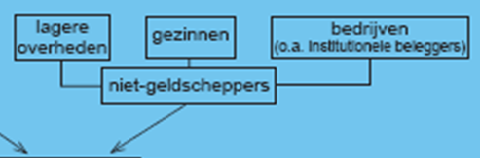 lagere
overheden
gezinnen
bedrijven
(o.a. institutionele beleggers)
niet-geldscheppers